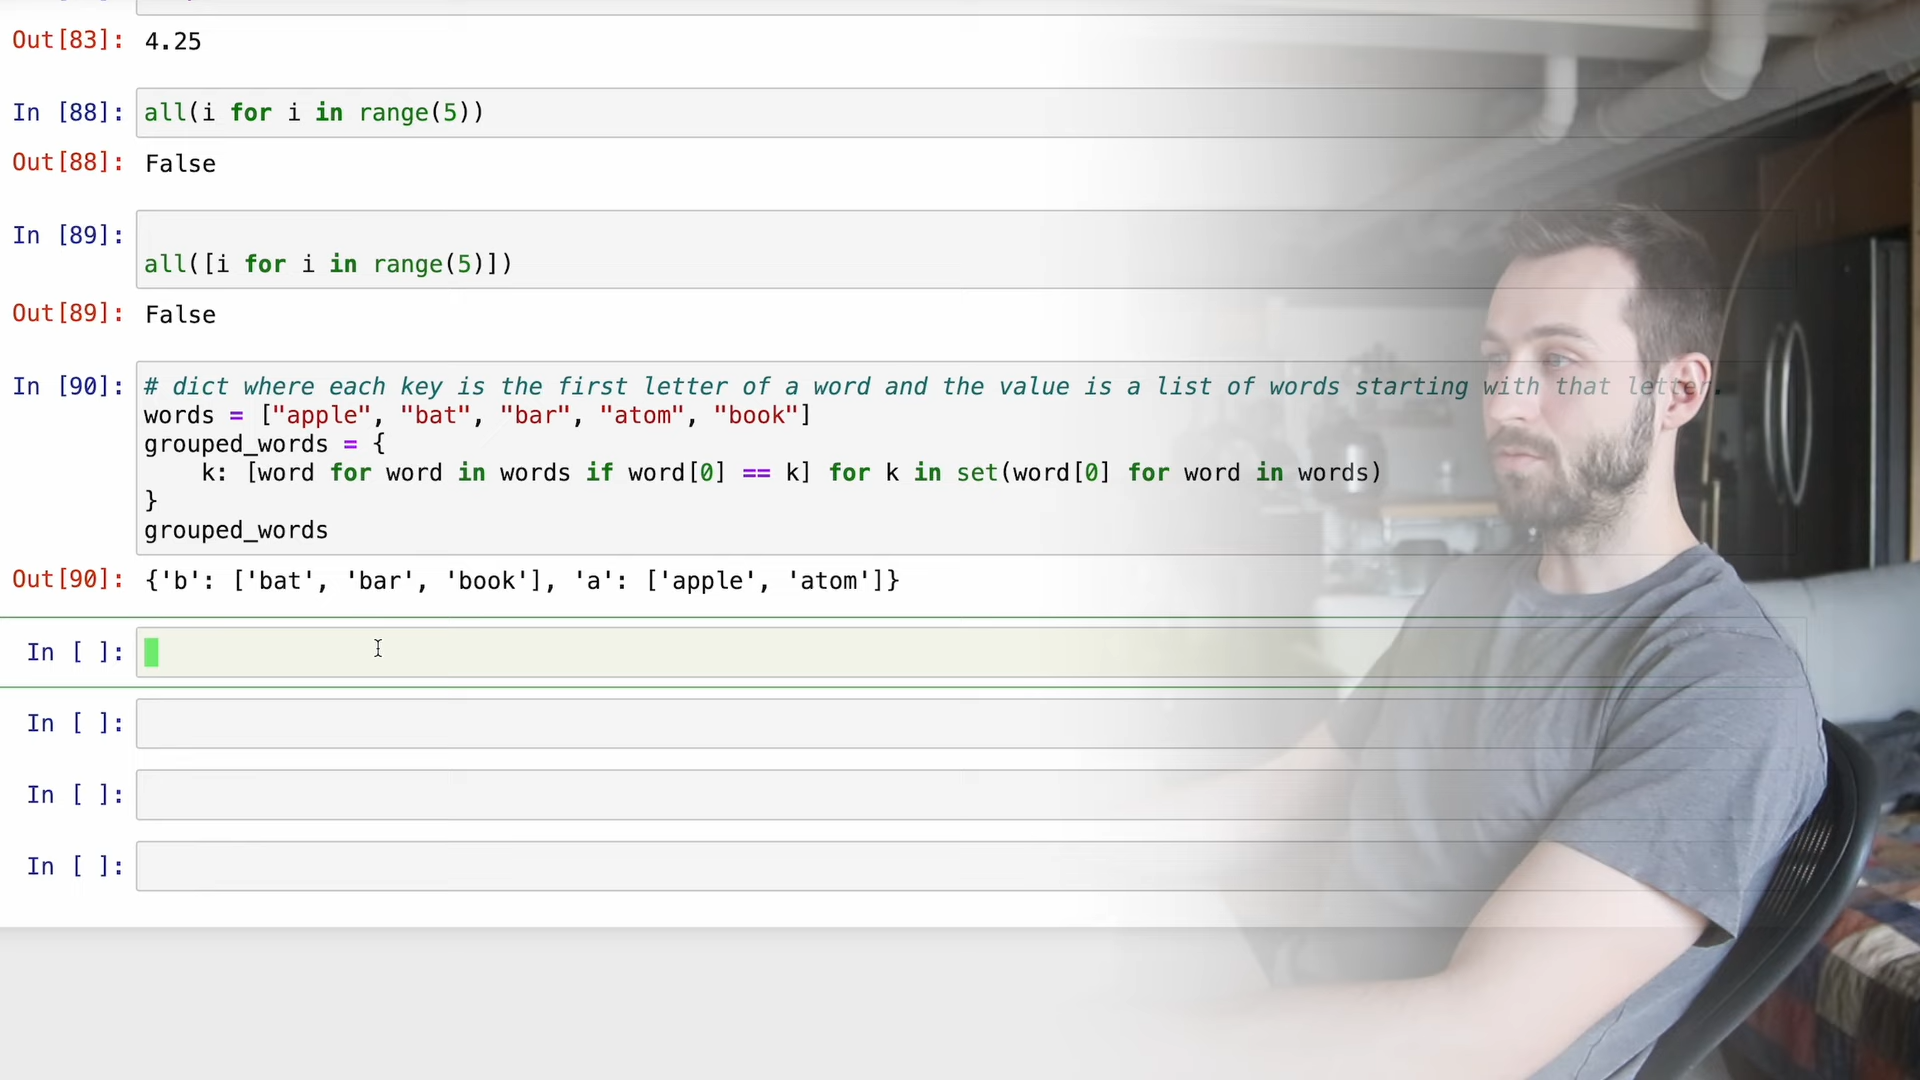 Out[83]: 4.25
In [88]: all(i for i in range(5))
Out[88]: False
In [89]:
all([i for i in range(5)])
Out[89]: False
In [90]: # dict where each key is the first letter of a word and the value is a list of words starting with that letter.
words = ["apple", "bat", "bar", "atom", "book"]
grouped_words = {
    k: [word for word in words if word[0] == k] for k in set(word[0] for word in words)
}
grouped_words
Out[90]: {'b': ['bat', 'bar', 'book'], 'a': ['apple', 'atom']}
In [ ]:
In [ ]:
In [ ]:
In [ ]: